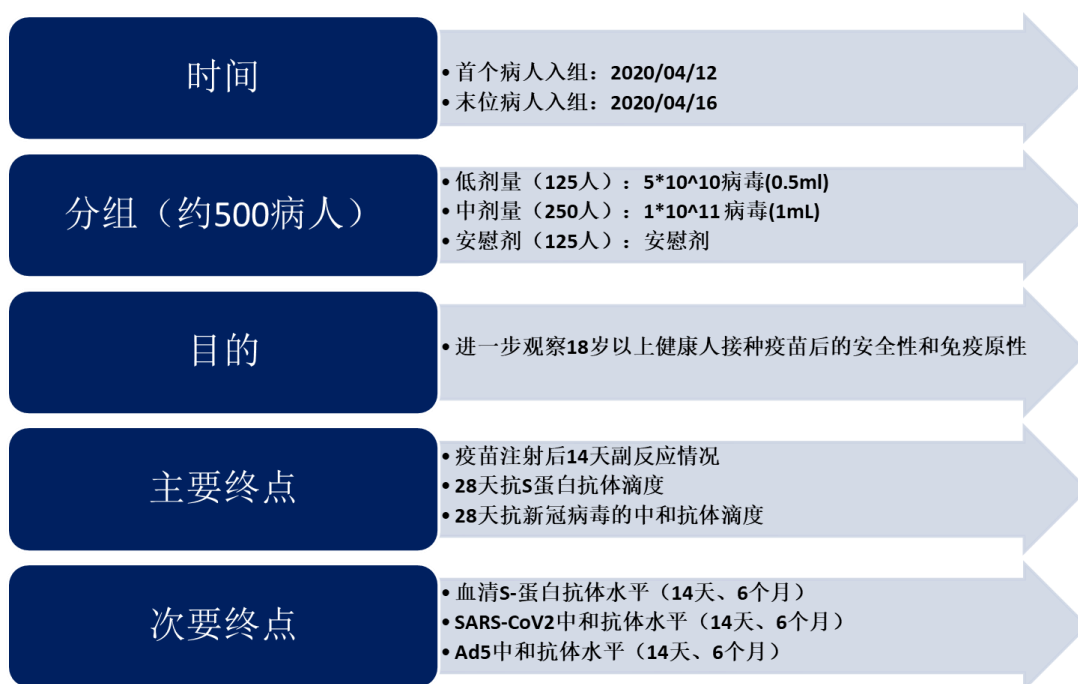 时间
• 首个病人入组：2020/04/12
• 末位病人入组：2020/04/16
分组（约500病人）
• 低剂量（125人）：5*10^10病毒(0.5ml)
• 中剂量（250人）：1*10^11 病毒(1mL)
• 安慰剂（125人）：安慰剂
目的
• 进一步观察18岁以上健康人接种疫苗后的安全性和免疫原性
主要终点
• 疫苗注射后14天副反应情况
• 28天抗S蛋白抗体滴度
• 28天抗新冠病毒的中和抗体滴度
次要终点
• 血清S-蛋白抗体水平（14天、6个月）
• SARS-CoV2中和抗体水平（14天、6个月）
• Ad5中和抗体水平（14天、6个月）